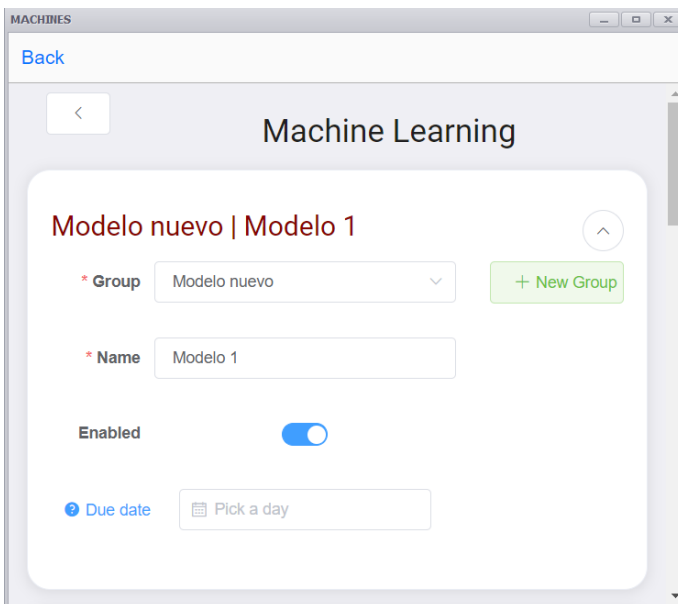 MACHINES
Back
Machine Learning
Modelo nuevo | Modelo 1
* Group Modelo nuevo + New Group
* Name Modelo 1
Enabled
? Due date Pick a day